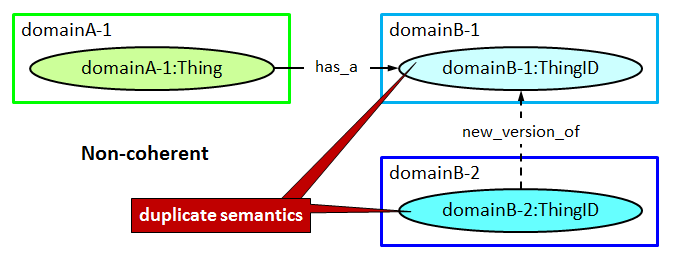 domainA-1
domainA-1:Thing
has_a
domainB-1
domainB-1:ThingID
new_version_of
Non-coherent
domainB-2
domainB-2:ThingID
duplicate semantics